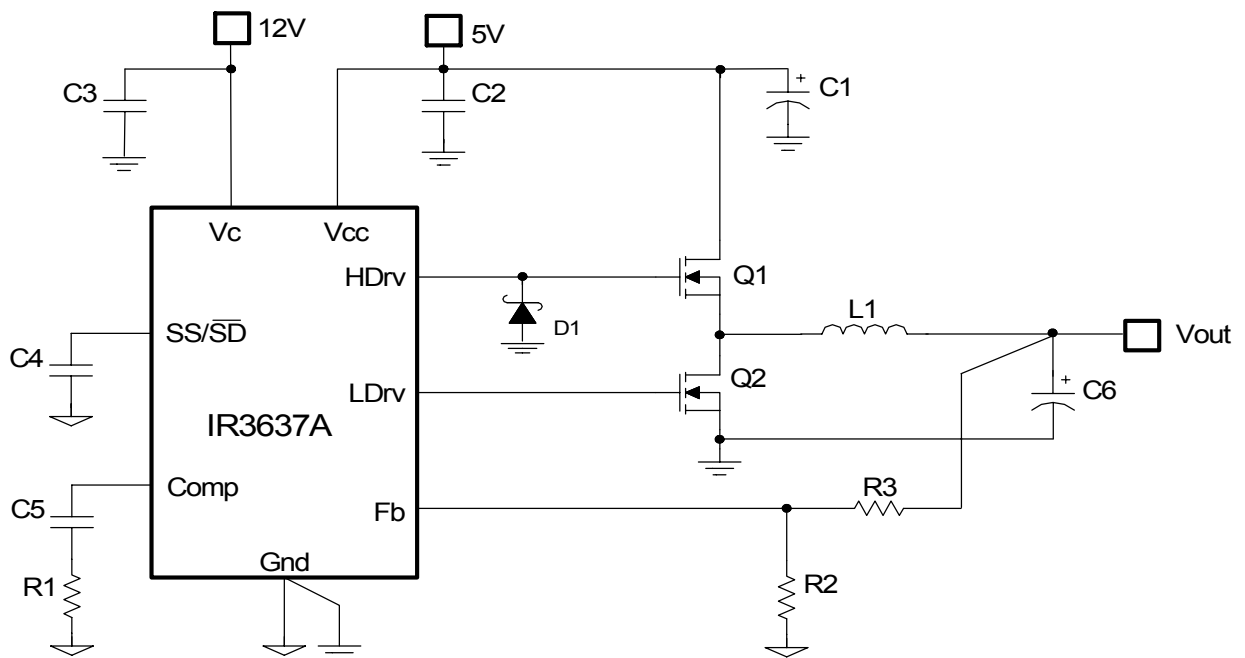 12V
5V
C3
C2
+
C1
Vc
Vcc
HDrv
Q1
D1
L1
SS/S̅D̅
C4
Vout
LDrv
Q2
+
C6
IR3637A
Comp
C5
Fb
R3
Gnd
R1
R2